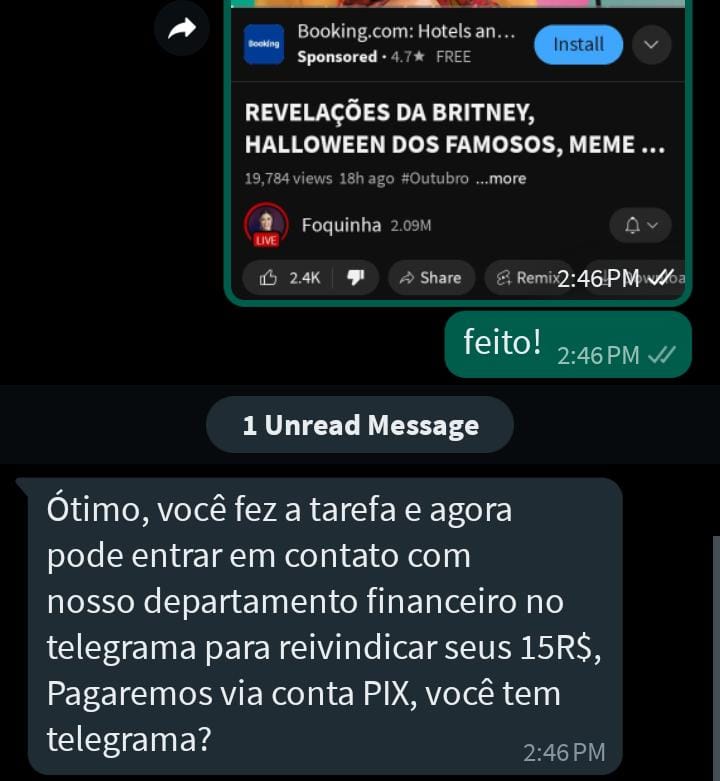 Booking.com: Hotels an...
Booking
Install
Sponsored • 4.7★ FREE
REVELAÇÕES DA BRITNEY,
HALLOWEEN DOS FAMOSOS, MEME ...
19,784 views 18h ago #Outubro ...more
Foquinha 2.09M
LIVE
2.4K
Share
Remix
2:46 PM
feito! 2:46 PM
1 Unread Message
Ótimo, você fez a tarefa e agora
pode entrar em contato com
nosso departamento financeiro no
telegrama para reivindicar seus 15R$,
Pagaremos via conta PIX, você tem
telegrama?
2:46 PM